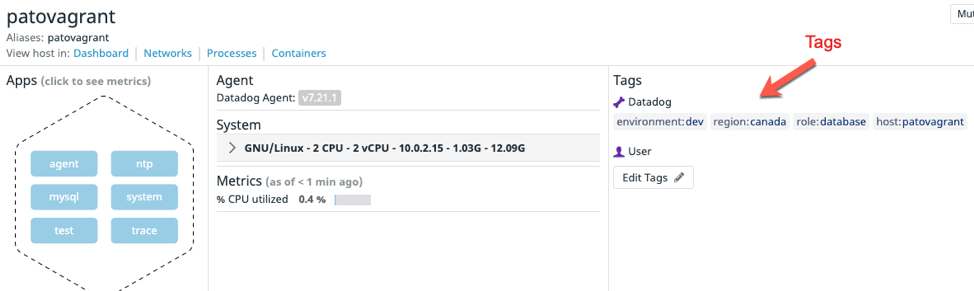 patovagrant
Mut
Aliases: patovagrant
View host in: Dashboard | Networks | Processes | Containers
Tags
Apps (click to see metrics)
agent ntp
mysql system
test trace
Agent
Datadog Agent: v7.21.1
System
GNU/Linux - 2 CPU - 2 vCPU - 10.0.2.15 - 1.03G - 12.09G
Metrics (as of < 1 min ago)
% CPU utilized 0.4 %
Tags
Datadog
environment:dev region:canada role:database host:patovagrant
User
Edit Tags